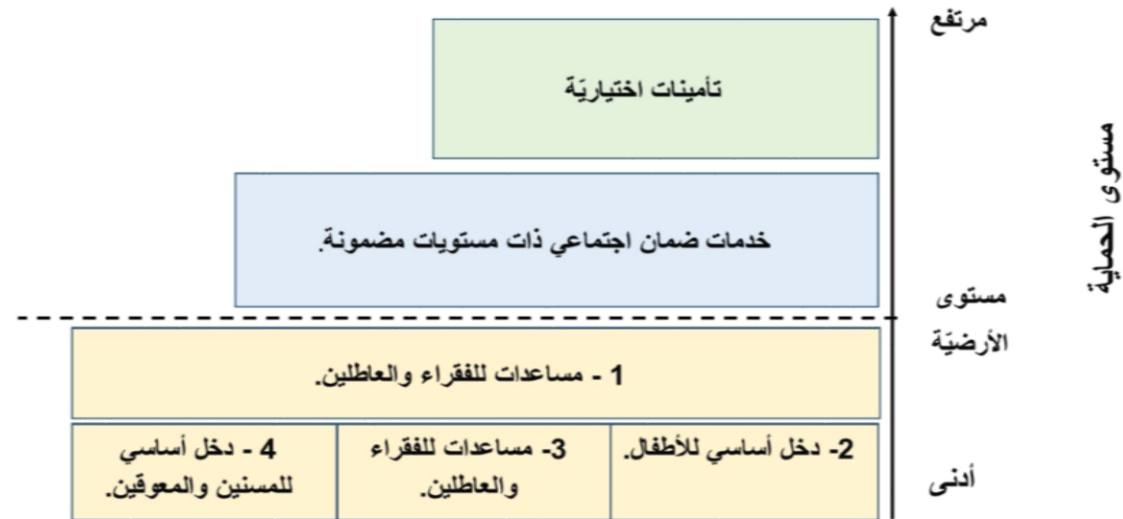 مرتفع
تأمينات اختياريّة
مستوى الحماية
خدمات ضمان اجتماعي ذات مستويات مضمونة.
مستوى
الأرضيّة
1 - مساعدات للفقراء والعاطلين.
2- دخل أساسي للأطفال.
3- مساعدات للفقراء
والعاطلين.
4 - دخل أساسي
للمسنين والمعوقين.
أدنى